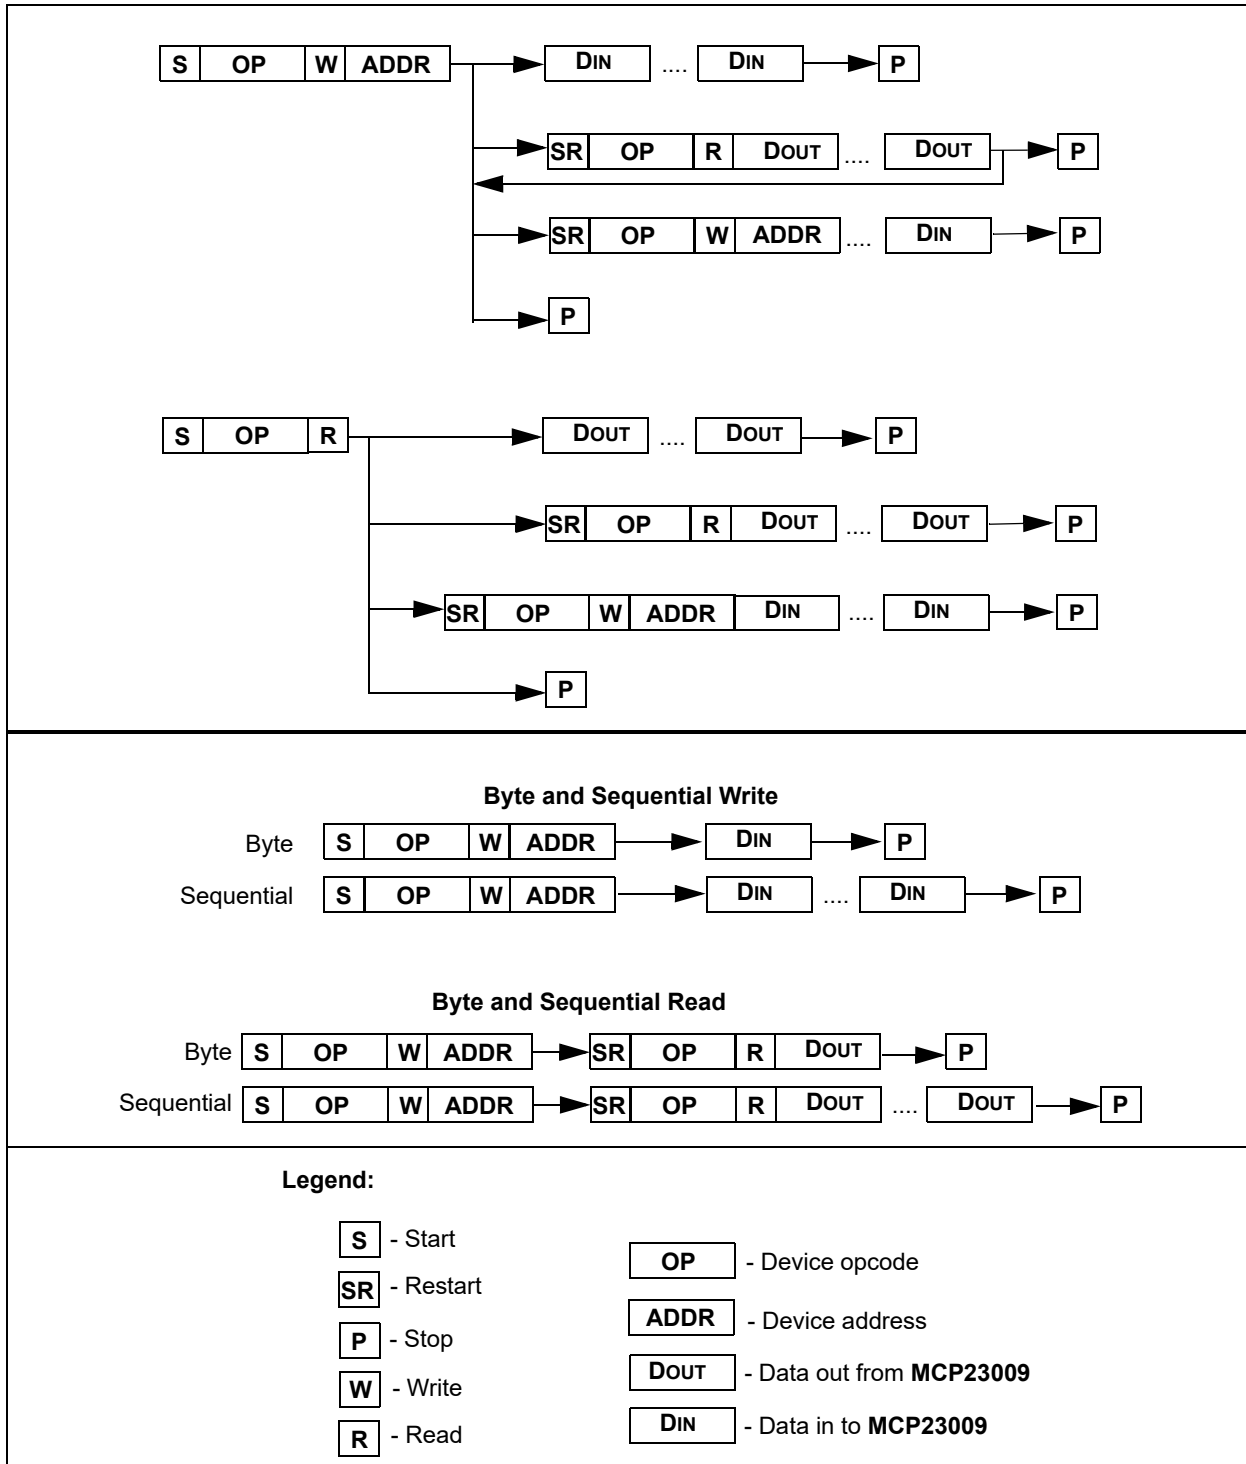 S OP W ADDR DIN .... DIN P
SR OP R DOUT .... DOUT P
SR OP W ADDR .... DIN P
P
S OP R DOUT .... DOUT P
SR OP R DOUT .... DOUT P
SR OP W ADDR DIN .... DIN P
P
Byte and Sequential Write
Byte S OP W ADDR DIN P
Sequential S OP W ADDR DIN .... DIN P
Byte and Sequential Read
Byte S OP W ADDR SR OP R DOUT P
Sequential S OP W ADDR SR OP R DOUT .... DOUT P
Legend:
S - Start
SR - Restart
P - Stop
W - Write
R - Read
OP - Device opcode
ADDR - Device address
DOUT - Data out from MCP23009
DIN - Data in to MCP23009